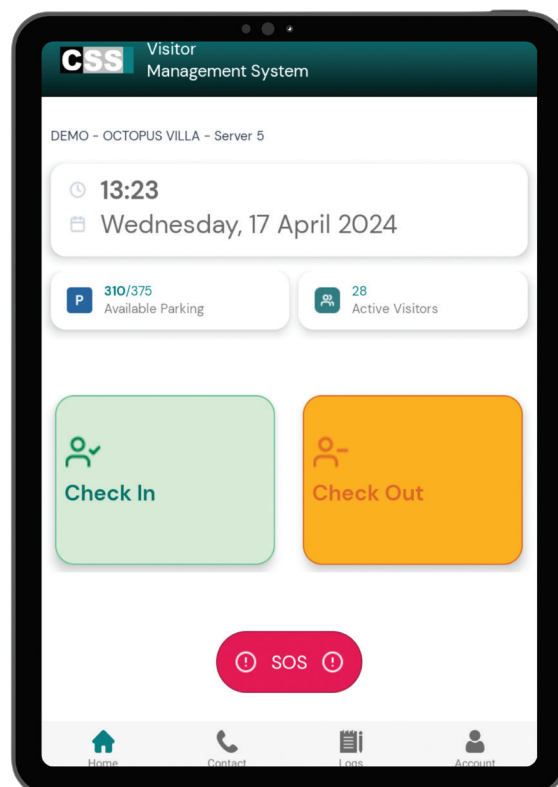 CSS
Visitor
Management System
DEMO - OCTOPUS VILLA - Server 5
13:23
Wednesday, 17 April 2024
P
310/375
Available Parking
28
Active Visitors
Check In
Check Out
SOS
Home
Contact
Logs
Account